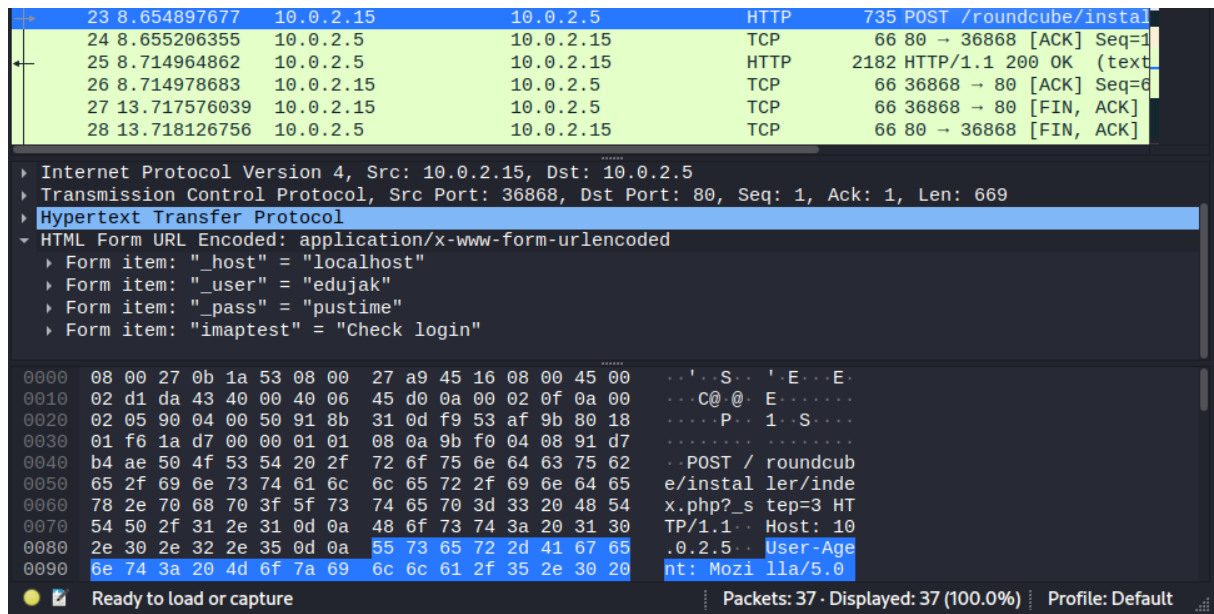 23 8.654897677 10.0.2.15 10.0.2.5 HTTP 735 POST /roundcube/instal
24 8.655206355 10.0.2.5 10.0.2.15 TCP 66 80 → 36868 [ACK] Seq=1
25 8.714964862 10.0.2.5 10.0.2.15 HTTP 2182 HTTP/1.1 200 OK (text
26 8.714978683 10.0.2.15 10.0.2.5 TCP 66 36868 → 80 [ACK] Seq=6
27 13.717576039 10.0.2.15 10.0.2.5 TCP 66 36868 → 80 [FIN, ACK]
28 13.718126756 10.0.2.5 10.0.2.15 TCP 66 80 → 36868 [FIN, ACK]
Internet Protocol Version 4, Src: 10.0.2.15, Dst: 10.0.2.5
Transmission Control Protocol, Src Port: 36868, Dst Port: 80, Seq: 1, Ack: 1, Len: 669
Hypertext Transfer Protocol
HTML Form URL Encoded: application/x-www-form-urlencoded
Form item: "_host" = "localhost"
Form item: "_user" = "edujak"
Form item: "_pass" = "pustime"
Form item: "imaptest" = "Check login"
0000 08 00 27 0b 1a 53 08 00 27 a9 45 16 08 00 45 00 ··'··S·· '·E···E·
0010 02 d1 da 43 40 00 40 06 45 d0 0a 00 02 0f 0a 00 ···C@·@· E·······
0020 02 05 90 04 00 50 91 8b 31 0d f9 53 af 9b 80 18 ·····P·· 1··S····
0030 01 f6 1a d7 00 00 01 01 08 0a 9b f0 04 08 91 d7 ········ ········
0040 b4 ae 50 4f 53 54 20 2f 72 6f 75 6e 64 63 75 62 ··POST / roundcub
0050 65 2f 69 6e 73 74 61 6c 6c 65 72 2f 69 6e 64 65 e/instal ler/inde
0060 78 2e 70 68 70 3f 5f 73 74 65 70 3d 33 20 48 54 x.php?_s tep=3 HT
0070 54 50 2f 31 2e 31 0d 0a 48 6f 73 74 3a 20 31 30 TP/1.1·· Host: 10
0080 2e 30 2e 32 2e 35 0d 0a 55 73 65 72 2d 41 67 65 .0.2.5·· User-Age
0090 6e 74 3a 20 4d 6f 7a 69 6c 6c 61 2f 35 2e 30 20 nt: Mozi lla/5.0
Ready to load or capture Packets: 37 · Displayed: 37 (100.0%) Profile: Default